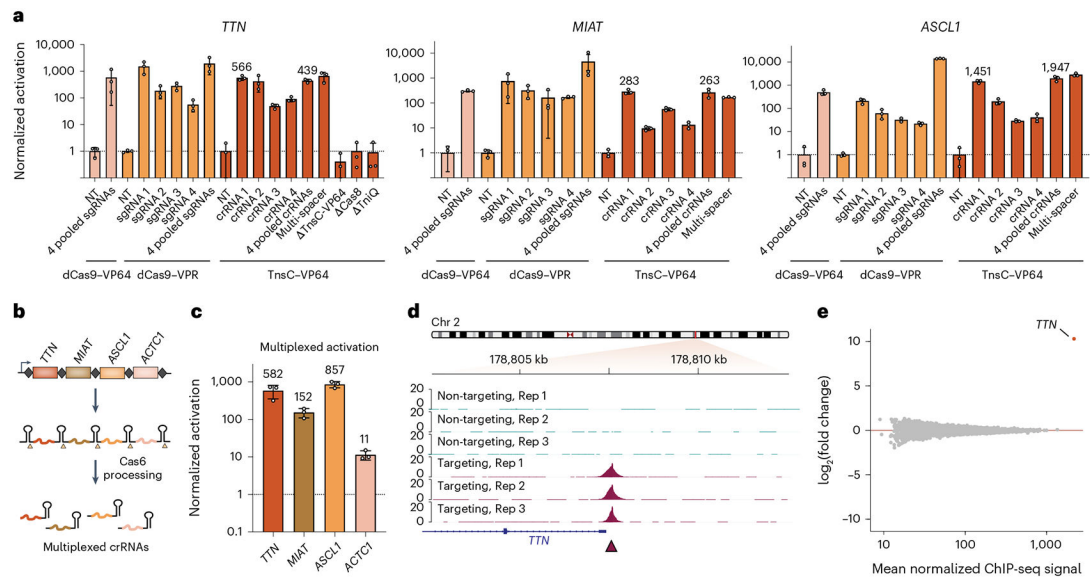 a
TTN
MIAT
ASCL1
Normalized activation
10,000
1,000
100
10
1
566
439
NT
4 pooled sgRNAs
NT
sgRNA 1
sgRNA 2
sgRNA 3
sgRNA 4
4 pooled sgRNAs
NT
crRNA 1
crRNA 2
crRNA 3
crRNA 4
4 pooled crRNAs
Multi-spacer
ΔTnsC–VP64
ΔCas8
ΔTniQ
dCas9–VP64
dCas9–VPR
TnsC–VP64
10,000
1,000
100
10
1
283
263
NT
4 pooled sgRNAs
NT
sgRNA 1
sgRNA 2
sgRNA 3
sgRNA 4
4 pooled sgRNAs
NT
crRNA 1
crRNA 2
crRNA 3
crRNA 4
4 pooled crRNAs
Multi-spacer
dCas9–VP64
dCas9–VPR
TnsC–VP64
10,000
1,000
100
10
1
1,451
1,947
NT
4 pooled sgRNAs
NT
sgRNA 1
sgRNA 2
sgRNA 3
sgRNA 4
4 pooled sgRNAs
NT
crRNA 1
crRNA 2
crRNA 3
crRNA 4
4 pooled crRNAs
Multi-spacer
dCas9–VP64
dCas9–VPR
TnsC–VP64
b
TTN
MIAT
ASCL1
ACTC1
Cas6
processing
Multiplexed crRNAs
c
Multiplexed activation
Normalized activation
1,000
100
10
1
0.1
582
152
857
11
TTN
MIAT
ASCL1
ACTC1
d
Chr 2
178,805 kb
178,810 kb
20
0
Non-targeting, Rep 1
20
0
Non-targeting, Rep 2
20
0
Non-targeting, Rep 3
20
0
Targeting, Rep 1
20
0
Targeting, Rep 2
20
0
Targeting, Rep 3
TTN
e
TTN
log2(fold change)
10
5
0
−5
−10
10
100
1,000
Mean normalized ChIP-seq signal